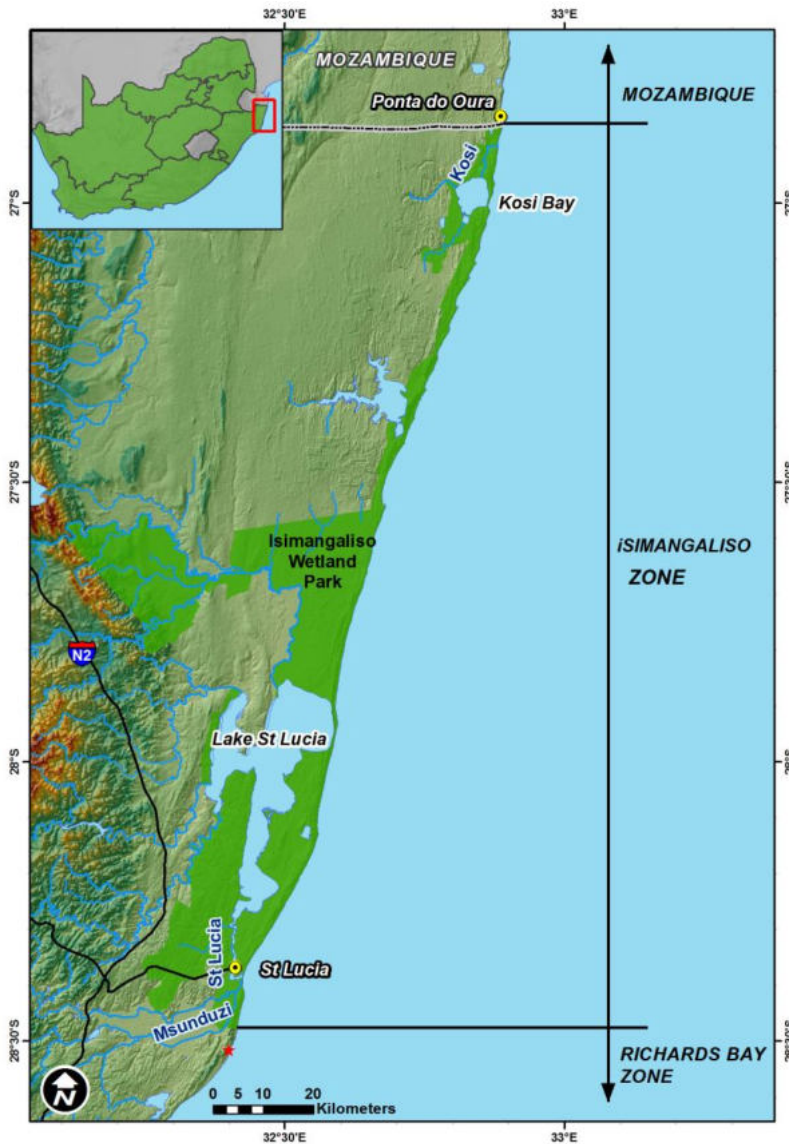 32°30'E
33°E
MOZAMBIQUE
Ponta do Oura
MOZAMBIQUE
Kosi
27°S
27°S
Kosi Bay
27°30'S
27°30'S
Isimangaliso
Wetland
Park
iSIMANGALISO
ZONE
N2
Lake St Lucia
28°S
28°S
St Lucia
St Lucia
Msunduzi
28°30'S
28°30'S
RICHARDS BAY
ZONE
N
0 5 10 20
Kilometers
32°30'E
33°E